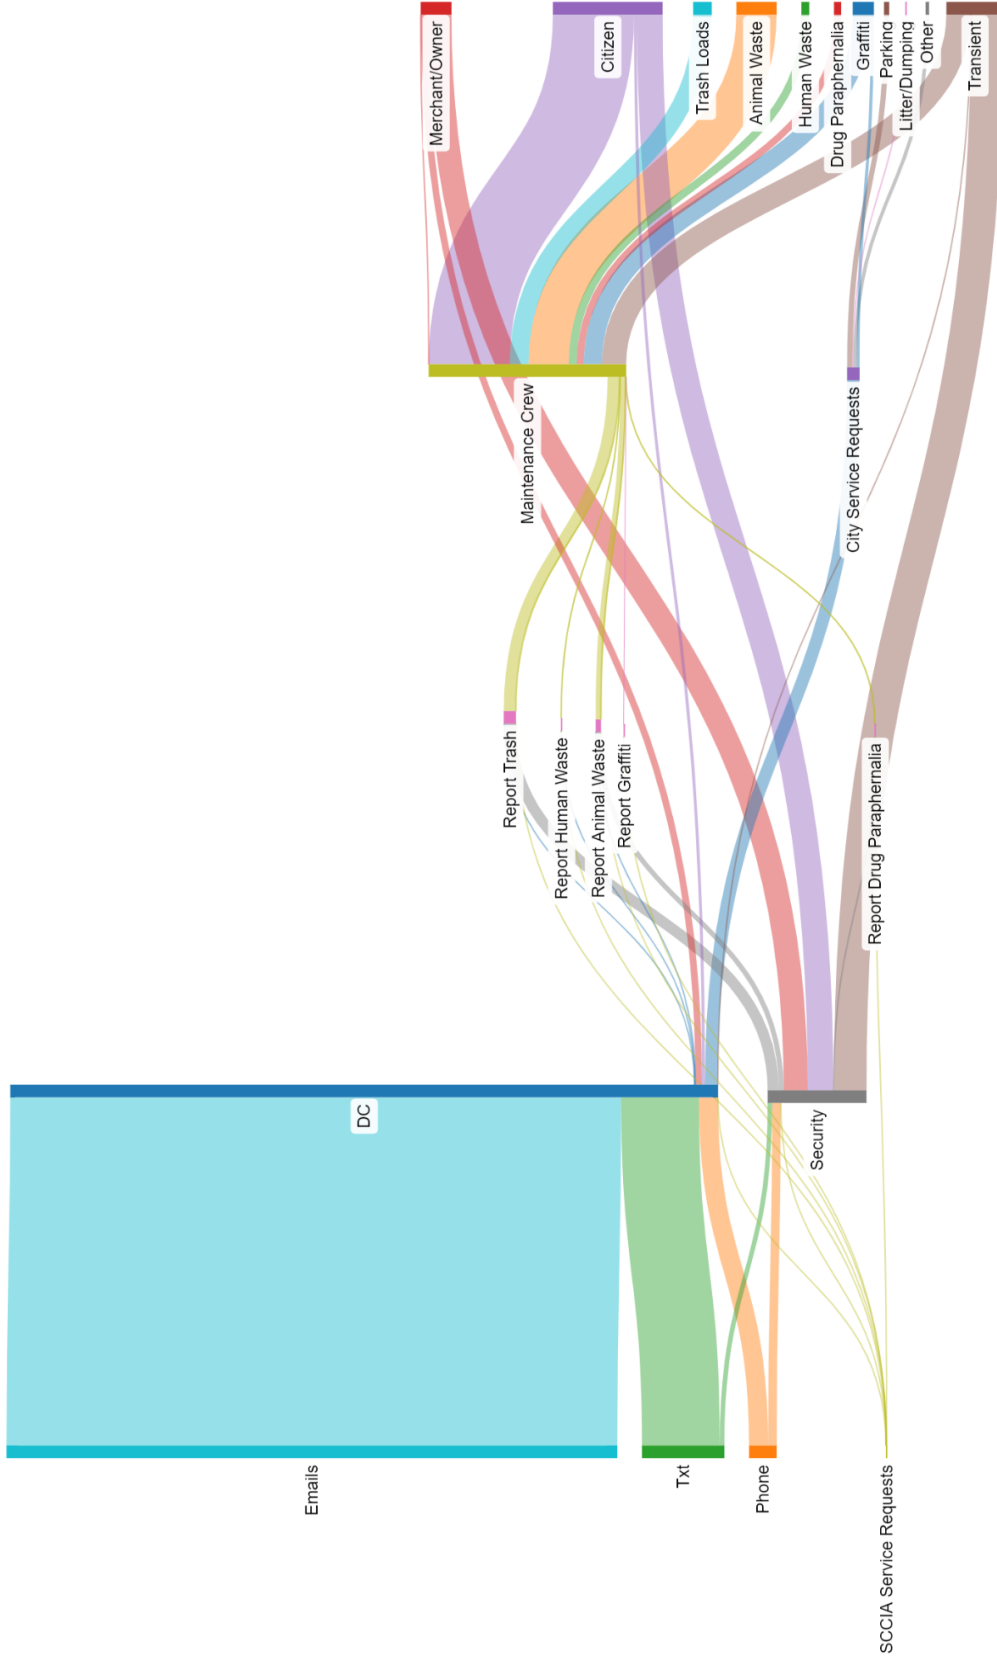 Emails
Txt
Phone
SCCIA Service Requests
DC
Security
Report Trash
Report Human Waste
Report Animal Waste
Report Graffiti
Report Drug Paraphernalia
Maintenance Crew
City Service Requests
Merchant/Owner
Citizen
Trash Loads
Animal Waste
Human Waste
Drug Paraphernalia
Graffiti
Parking
Litter/Dumping
Other
Transient